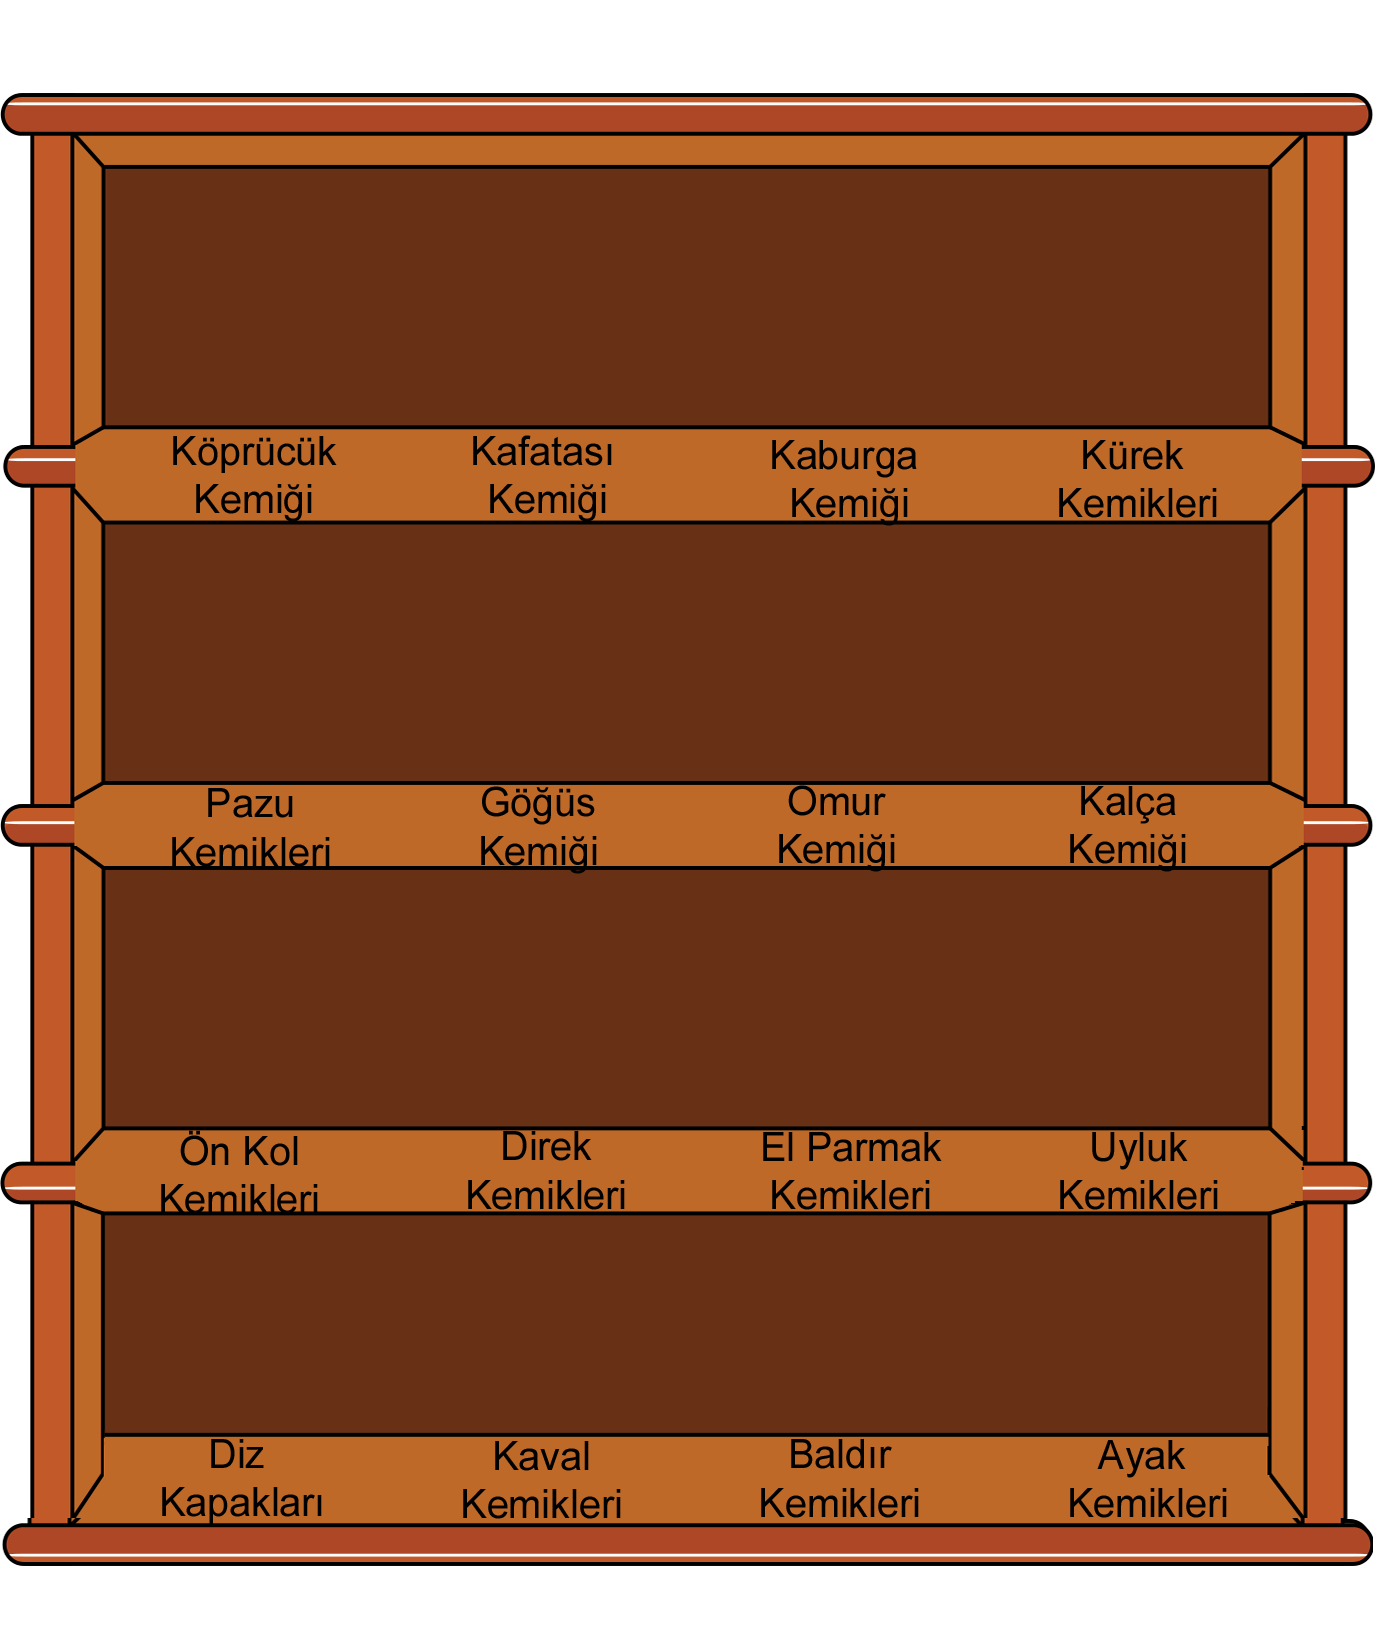 Köprücük Kemiği
Kafatası Kemiği
Kaburga Kemiği
Kürek Kemikleri
Pazu Kemikleri
Göğüs Kemiği
Omur Kemiği
Kalça Kemiği
Ön Kol Kemikleri
Direk Kemikleri
El Parmak Kemikleri
Uyluk Kemikleri
Diz Kapakları
Kaval Kemikleri
Baldır Kemikleri
Ayak Kemikleri